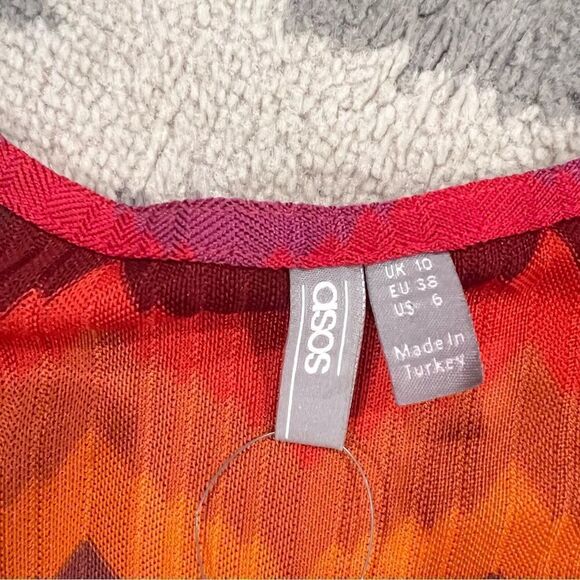 asos
UK 10
EU 38
US 6
Made In
Turkey